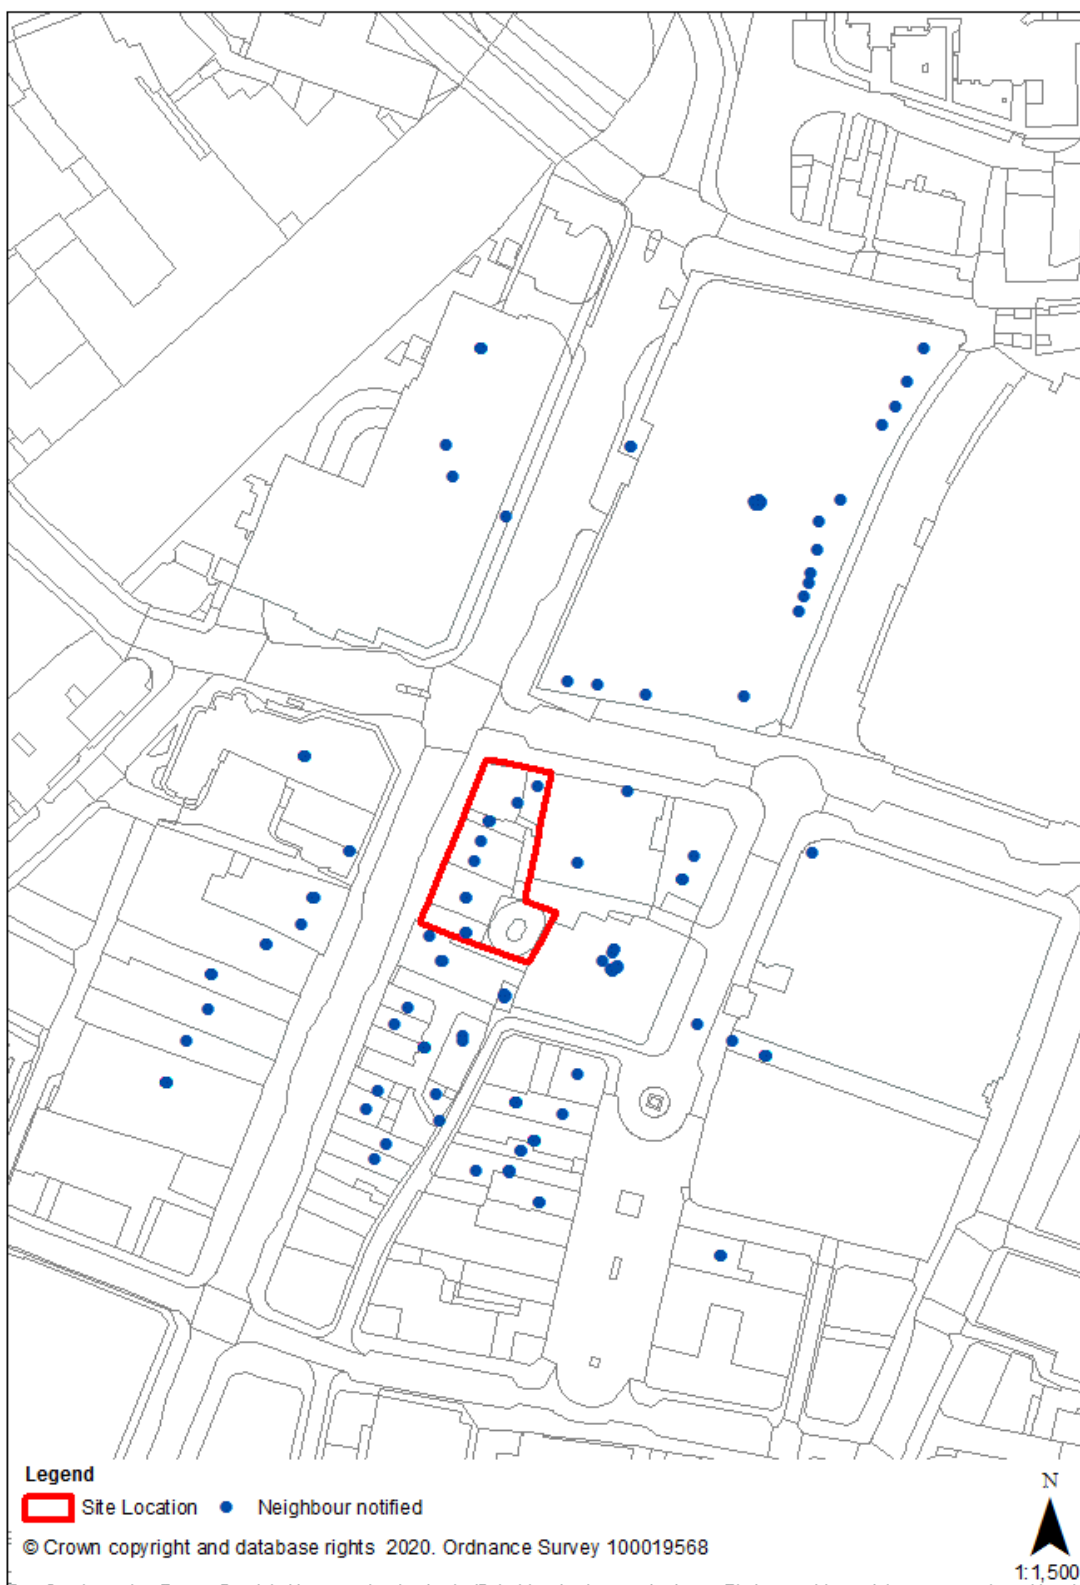 Legend
Site Location
Neighbour notified
© Crown copyright and database rights 2020. Ordnance Survey 100019568
N
1:1,500